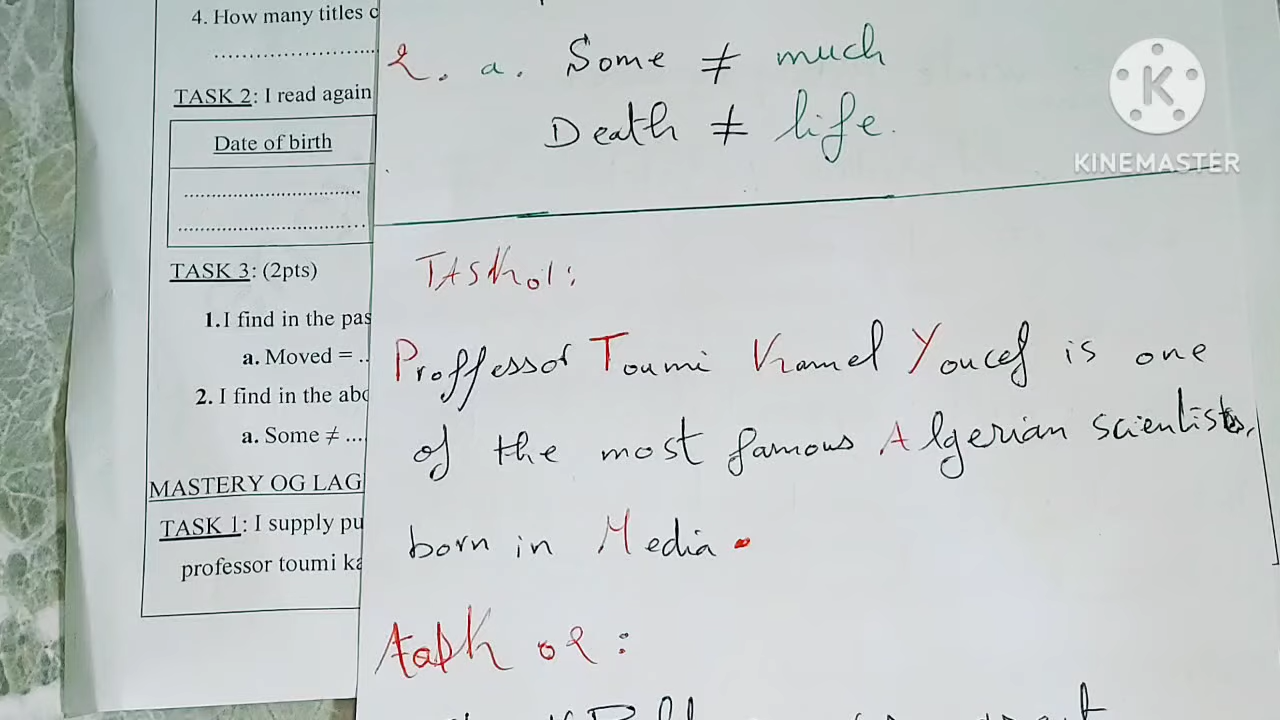 4. How many titles
..............................
TASK 2: I read again
Date of birth
..............................
..............................
TASK 3: (2pts)
1.I find in the pas
a. Moved = ..
2. I find in the abo
a. Some ≠ ...
MASTERY OG LAG
TASK 1: I supply pu
professor toumi ka
2. a. Some ≠ much
Death ≠ life.
KINEMASTER
TASK 01:
Proffessor Toumi Kamel Youcef is one
of the most famous Algerian scientists,
born in Media.
task 02: